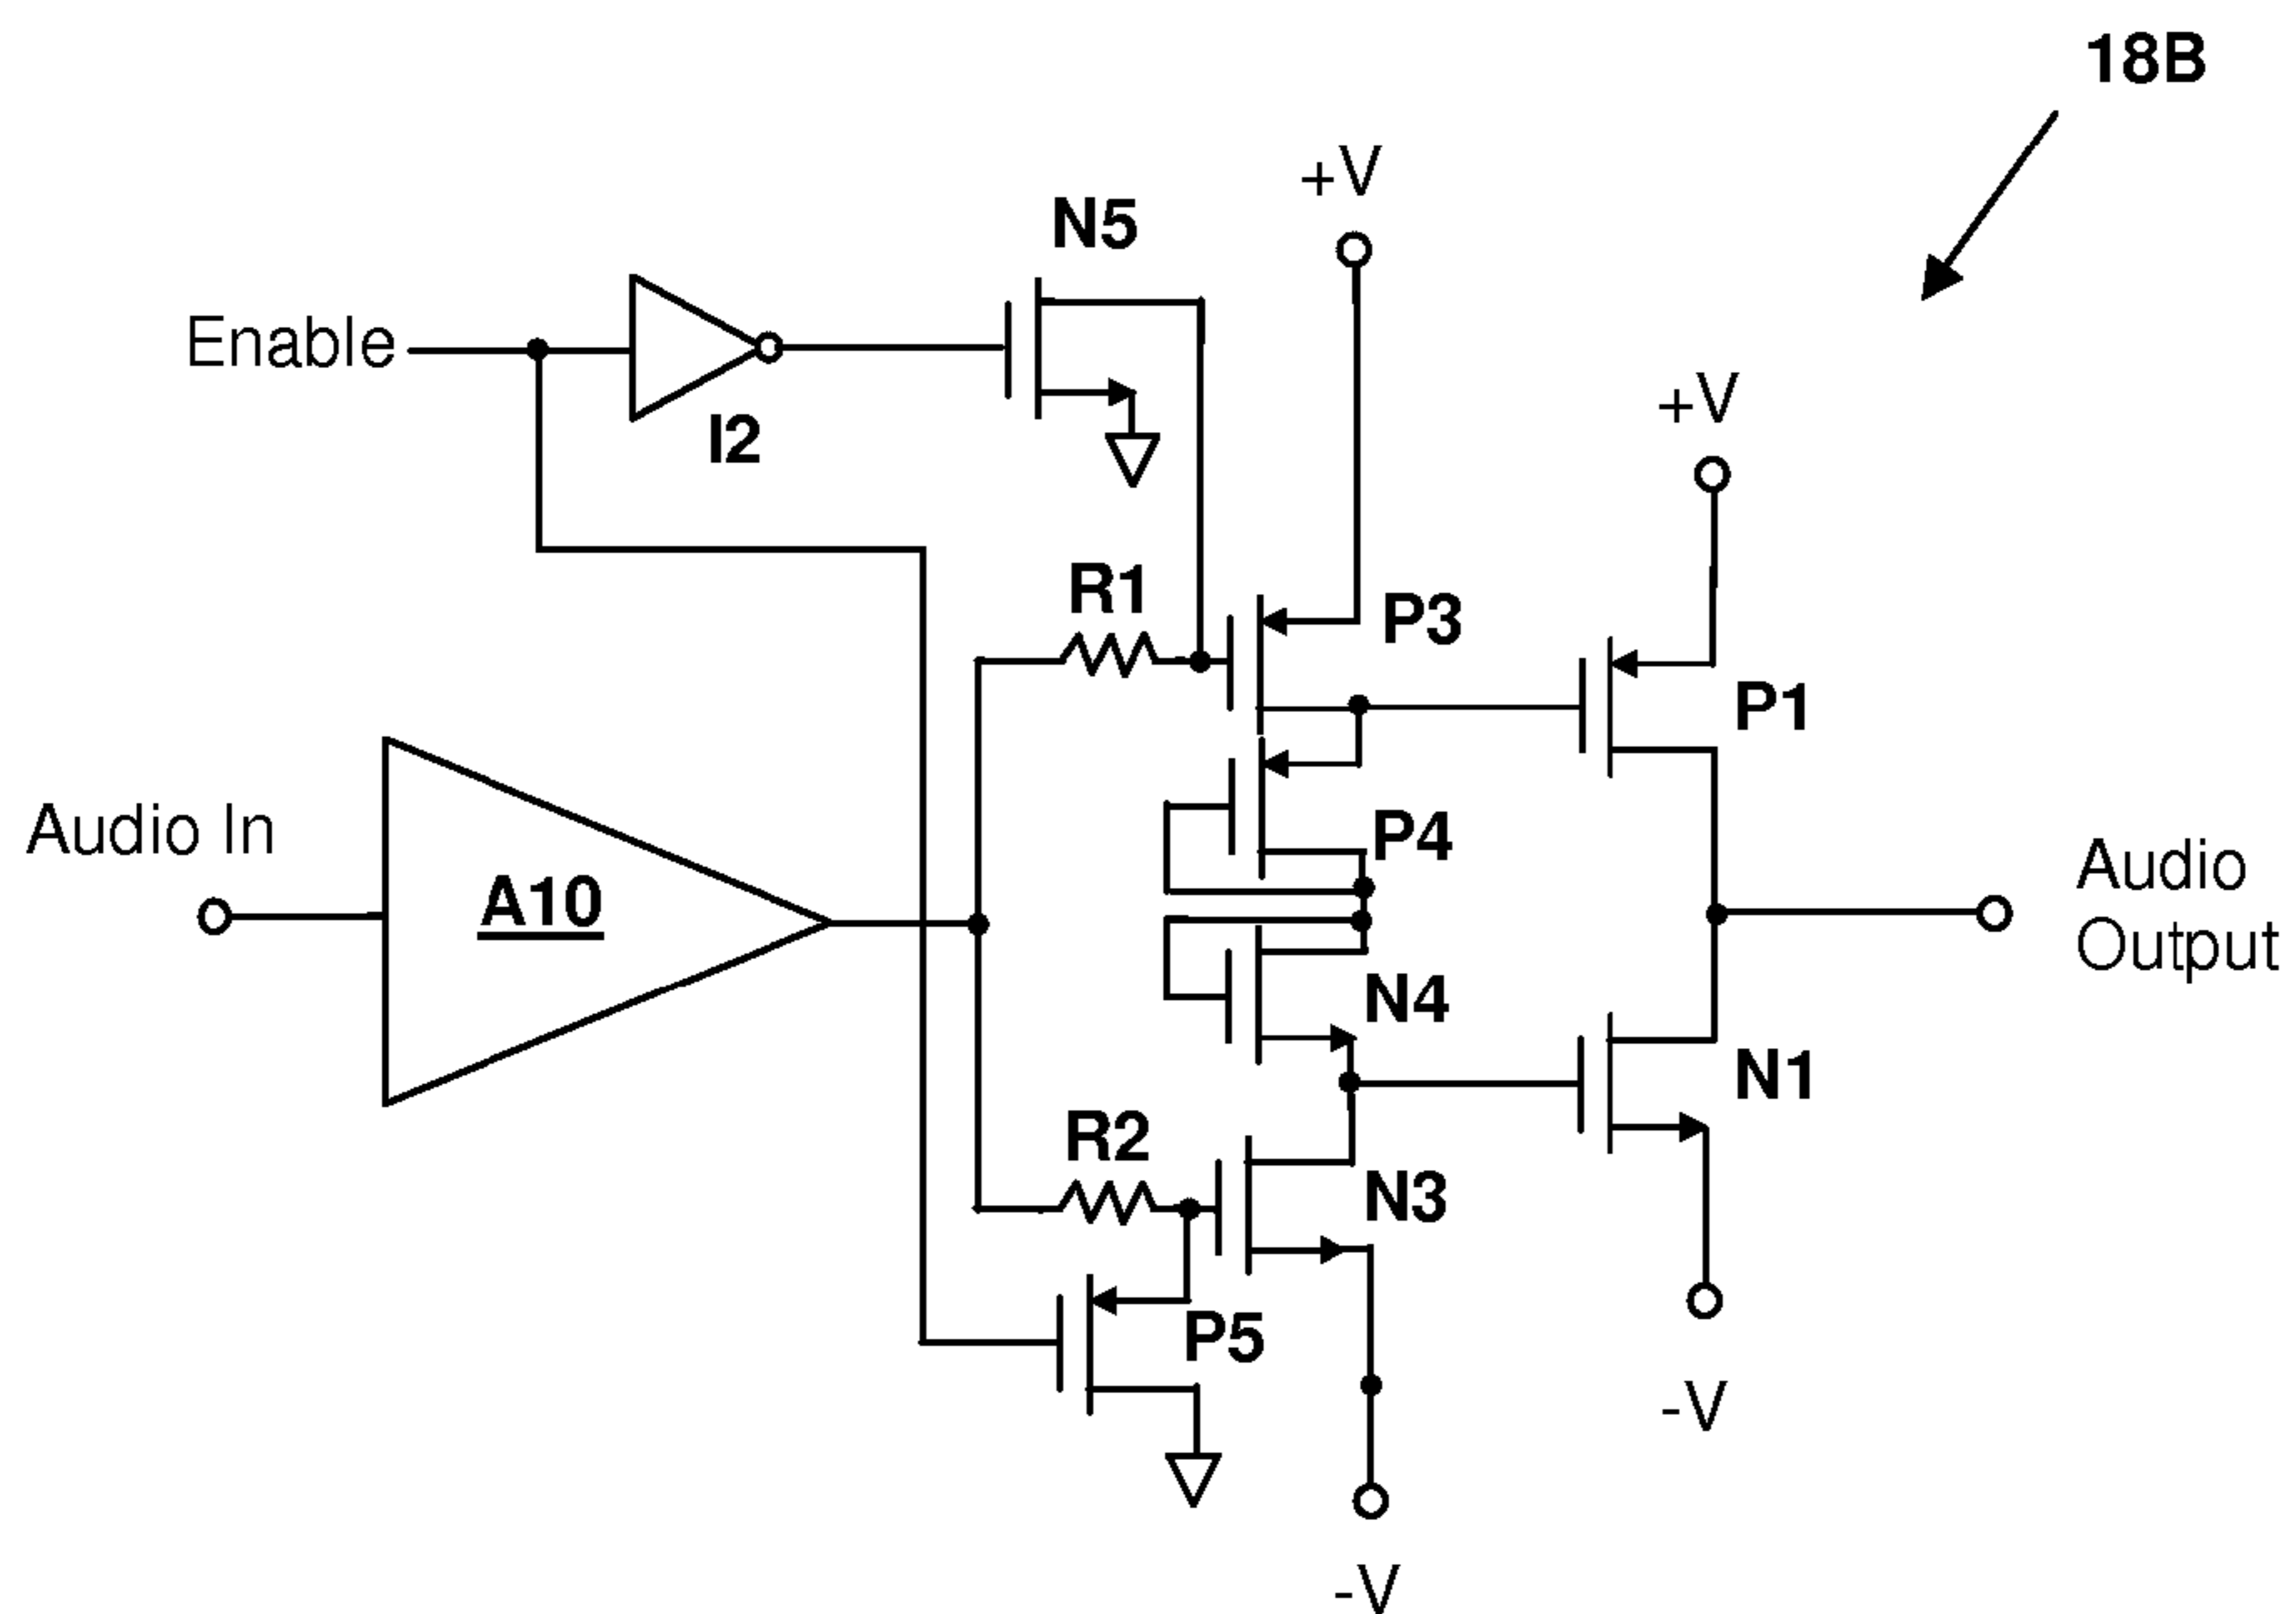 18B
+V
N5
Enable
I2
+V
R1
P3
P1
Audio In
A10
P4
Audio
Output
N4
N1
R2
N3
P5
-V
-V